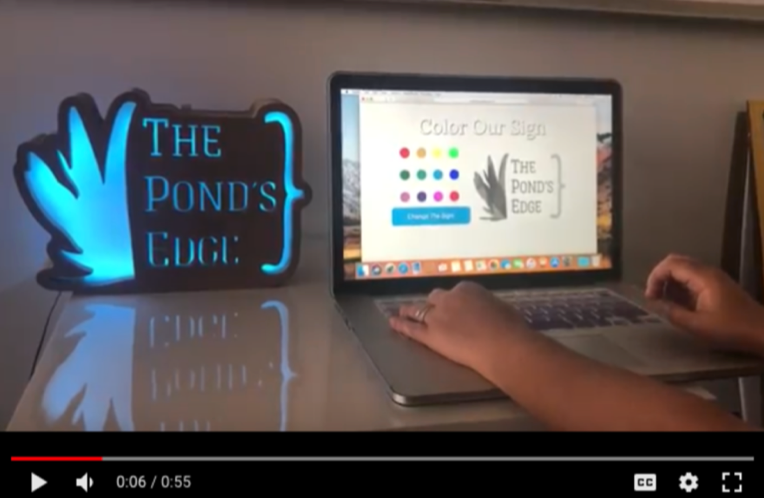 THE
POND'S
EDGE
Color Our Sign
THE
POND'S
EDGE
Change The Sign!
0:06 / 0:55
CC